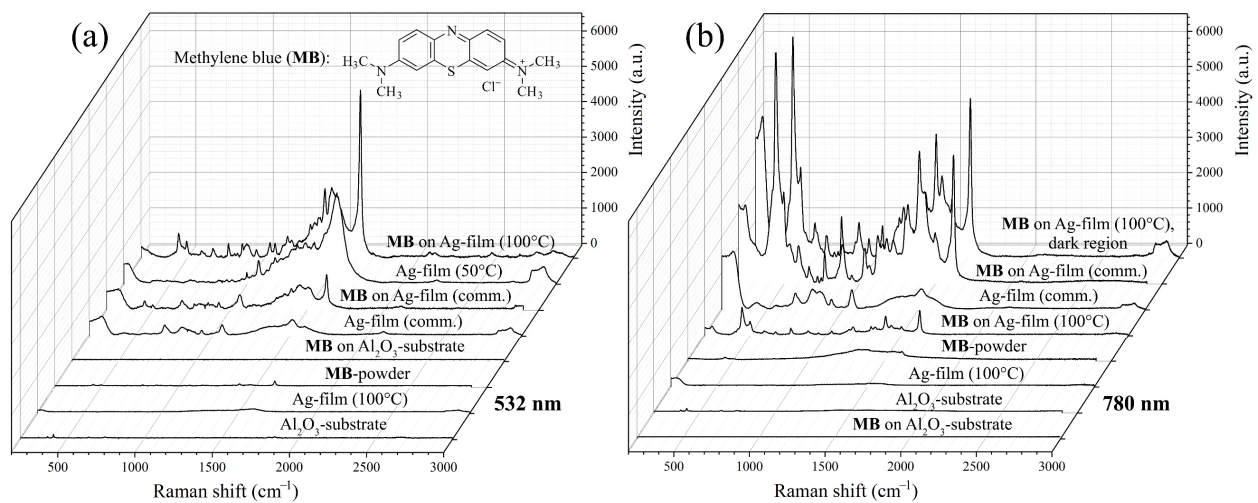 (a)
Methylene blue (MB):
N
H3C
N
CH3
S
Cl⁻
N⁺
CH3
CH3
6000
5000
4000
3000
2000
1000
0
Intensity (a.u.)
MB on Ag-film (100°C)
Ag-film (50°C)
MB on Ag-film (comm.)
Ag-film (comm.)
MB on Al₂O₃-substrate
MB-powder
Ag-film (100°C)
Al₂O₃-substrate
532 nm
500 1000 1500 2000 2500 3000
Raman shift (cm⁻¹)
(b)
6000
5000
4000
3000
2000
1000
0
Intensity (a.u.)
MB on Ag-film (100°C),
dark region
MB on Ag-film (comm.)
Ag-film (comm.)
MB on Ag-film (100°C)
MB-powder
Ag-film (100°C)
Al₂O₃-substrate
MB on Al₂O₃-substrate
780 nm
500 1000 1500 2000 2500 3000
Raman shift (cm⁻¹)